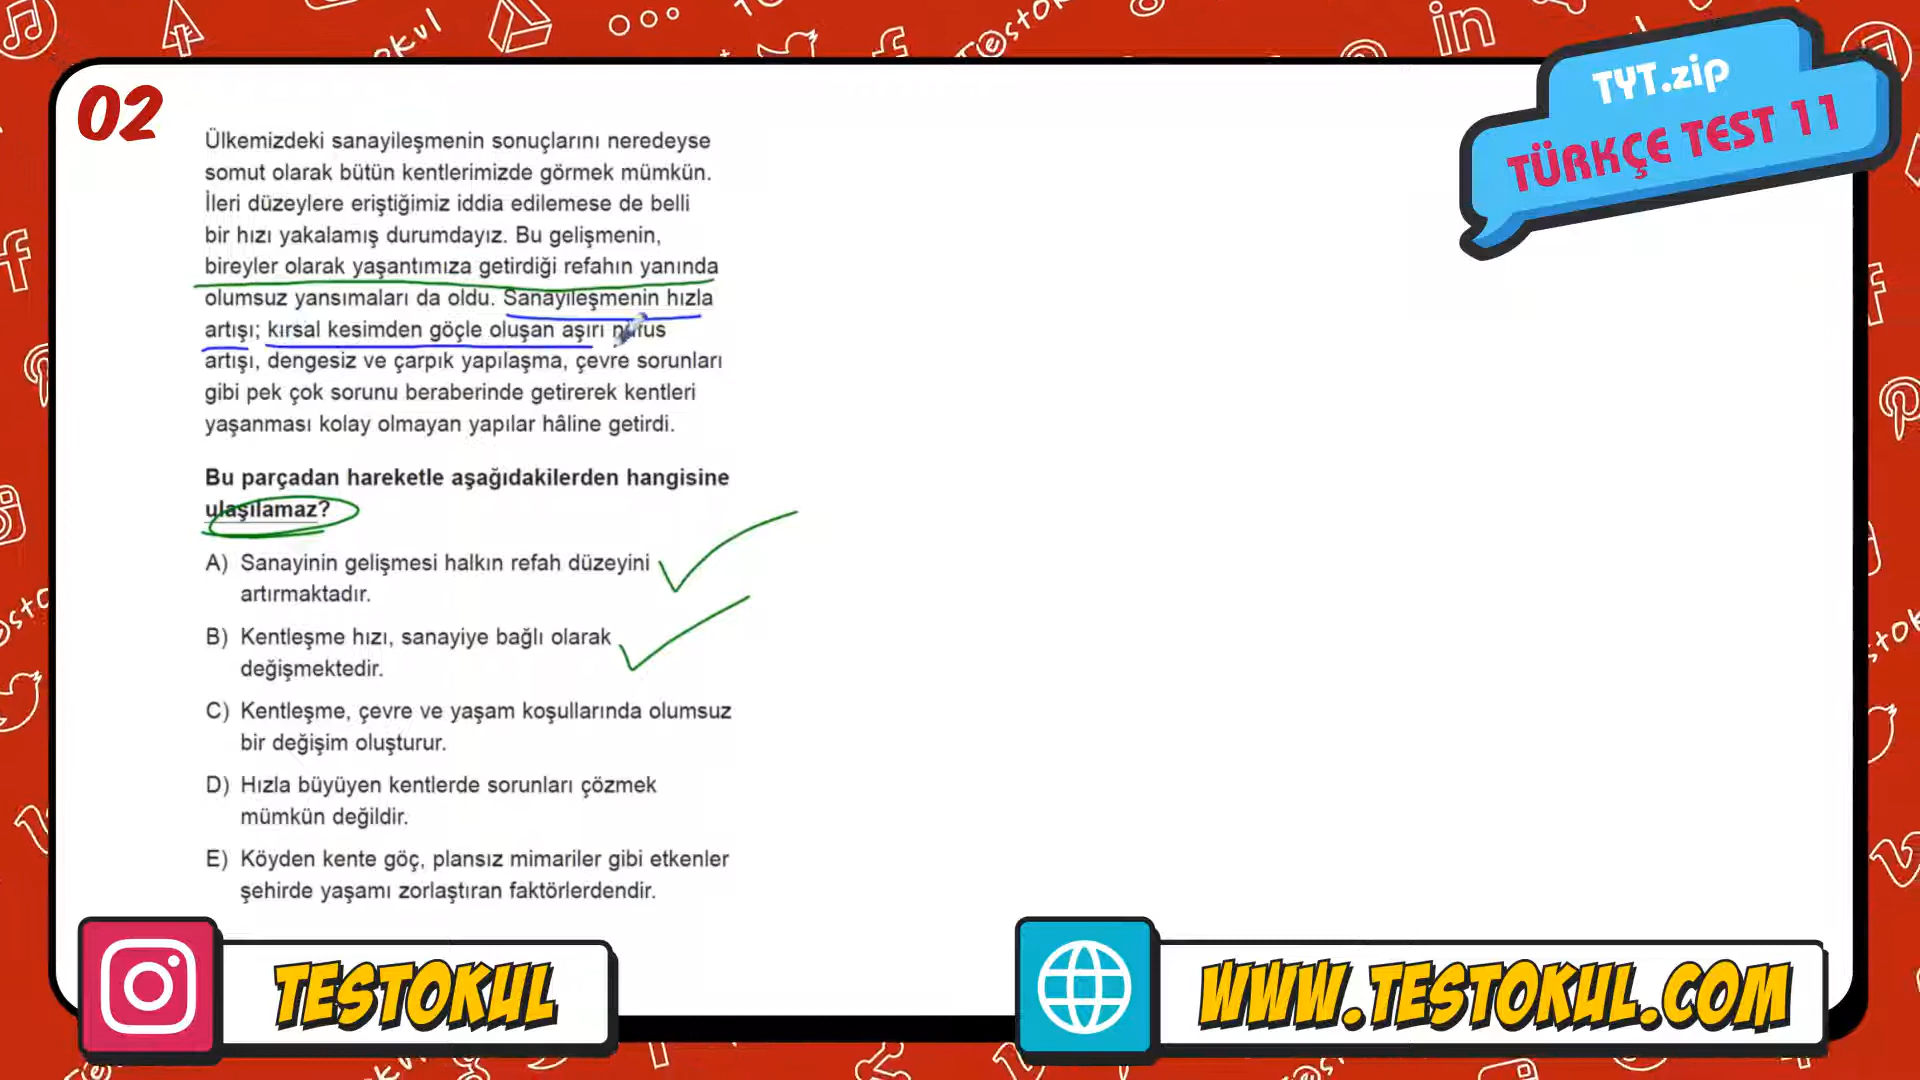 02
TYT.zip
TÜRKÇE TEST 11
Ülkemizdeki sanayileşmenin sonuçlarını neredeyse
somut olarak bütün kentlerimizde görmek mümkün.
İleri düzeylere eriştiğimiz iddia edilemese de belli
bir hızı yakalamış durumdayız. Bu gelişmenin,
bireyler olarak yaşantımıza getirdiği refahın yanında
olumsuz yansımaları da oldu. Sanayileşmenin hızla
artışı; kırsal kesimden göçle oluşan aşırı nüfus
artışı, dengesiz ve çarpık yapılaşma, çevre sorunları
gibi pek çok sorunu beraberinde getirerek kentleri
yaşanması kolay olmayan yapılar hâline getirdi.
Bu parçadan hareketle aşağıdakilerden hangisine
ulaşılamaz?
A) Sanayinin gelişmesi halkın refah düzeyini
artırmaktadır.
B) Kentleşme hızı, sanayiye bağlı olarak
değişmektedir.
C) Kentleşme, çevre ve yaşam koşullarında olumsuz
bir değişim oluşturur.
D) Hızla büyüyen kentlerde sorunları çözmek
mümkün değildir.
E) Köyden kente göç, plansız mimariler gibi etkenler
şehirde yaşamı zorlaştıran faktörlerdendir.
TESTOKUL
WWW.TESTOKUL.COM